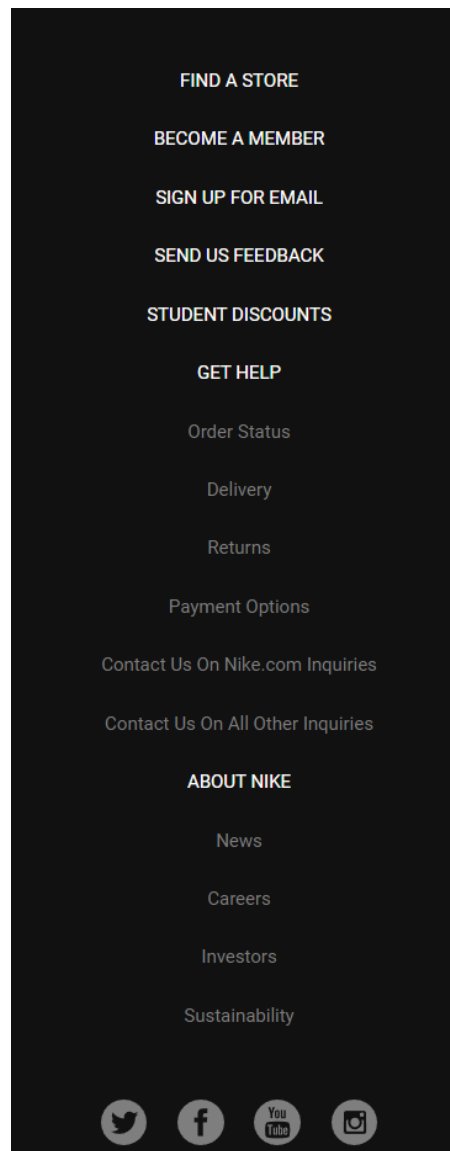 FIND A STORE
BECOME A MEMBER
SIGN UP FOR EMAIL
SEND US FEEDBACK
STUDENT DISCOUNTS
GET HELP
Order Status
Delivery
Returns
Payment Options
Contact Us On Nike.com Inquiries
Contact Us On All Other Inquiries
ABOUT NIKE
News
Careers
Investors
Sustainability
You
Tube